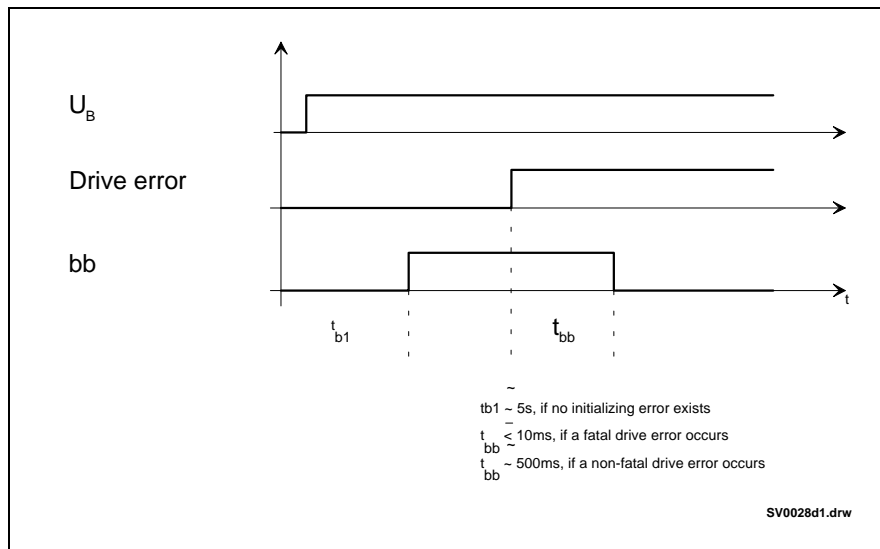 U_B
Drive error
bb
t
t_b1
t_bb
tb1 ≈ 5s, if no initializing error exists
t_bb ≤ 10ms, if a fatal drive error occurs
t_bb ≈ 500ms, if a non-fatal drive error occurs
SV0028d1.drw